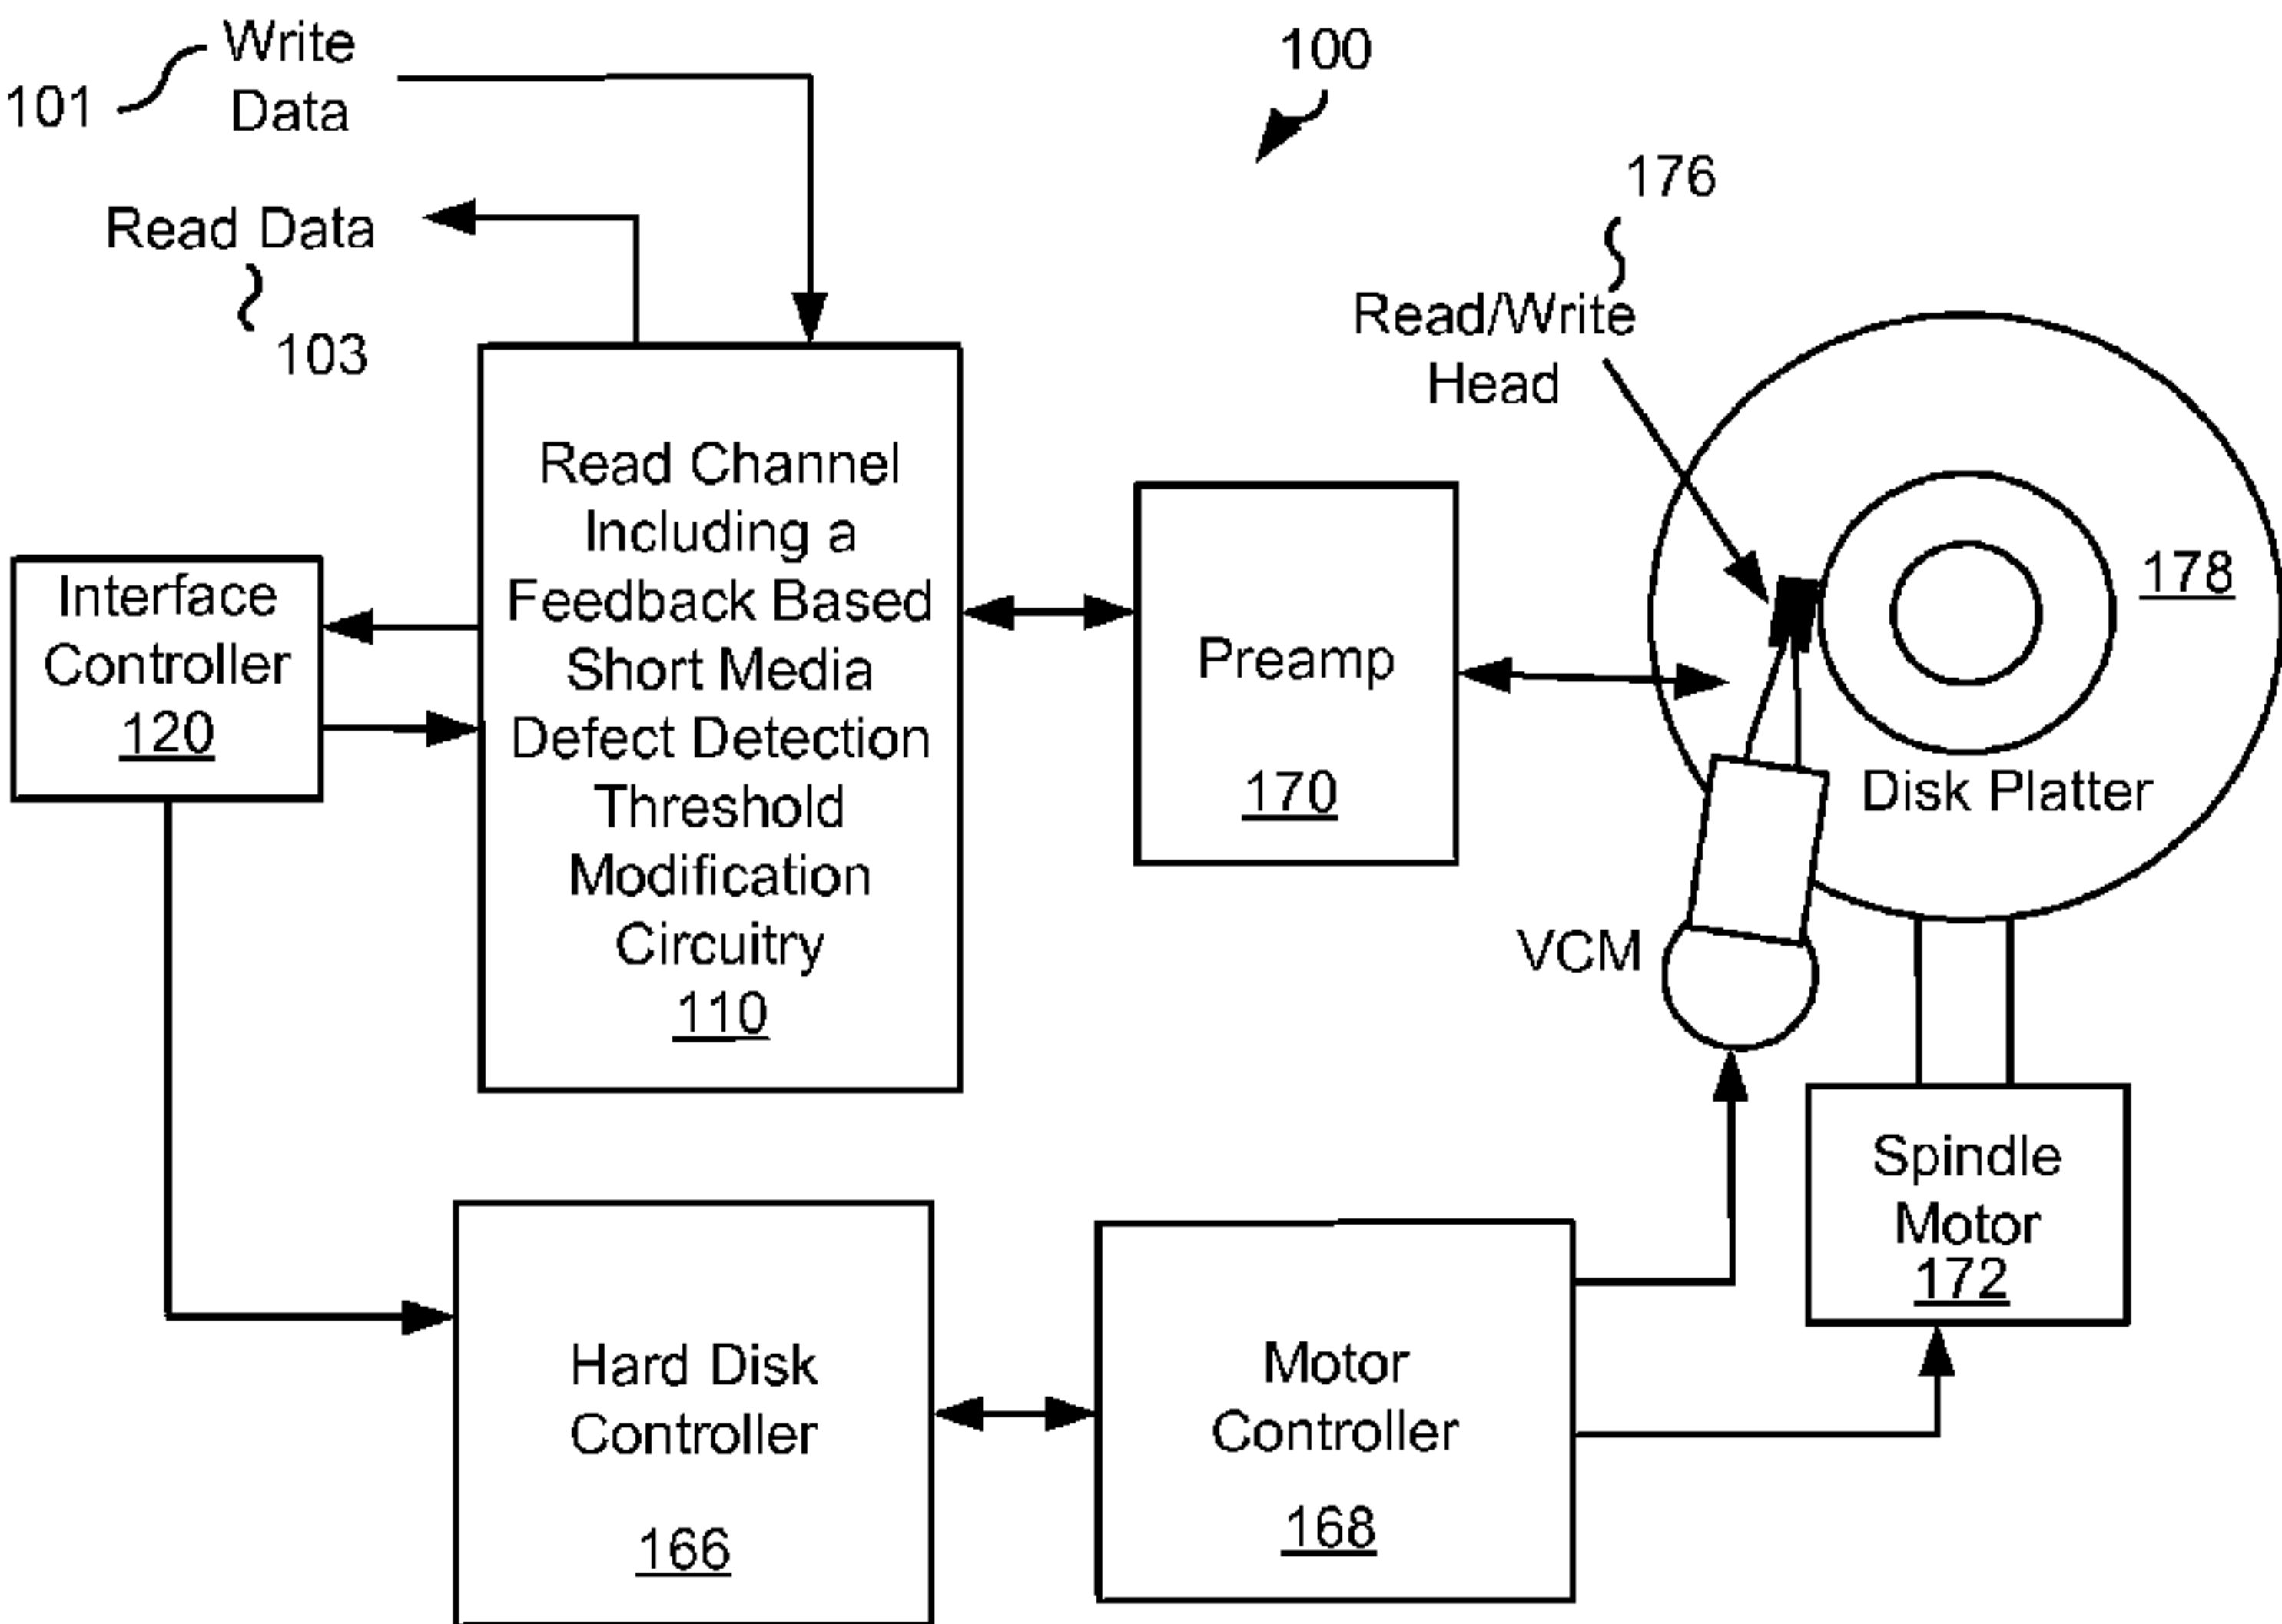 Write
Data
101
100
Read Data
103
176
Read/Write
Head
Read Channel
Including a
Feedback Based
Short Media
Defect Detection
Threshold
Modification
Circuitry
110
Interface
Controller
120
Preamp
170
178
Disk Platter
VCM
Spindle
Motor
172
Hard Disk
Controller
166
Motor
Controller
168